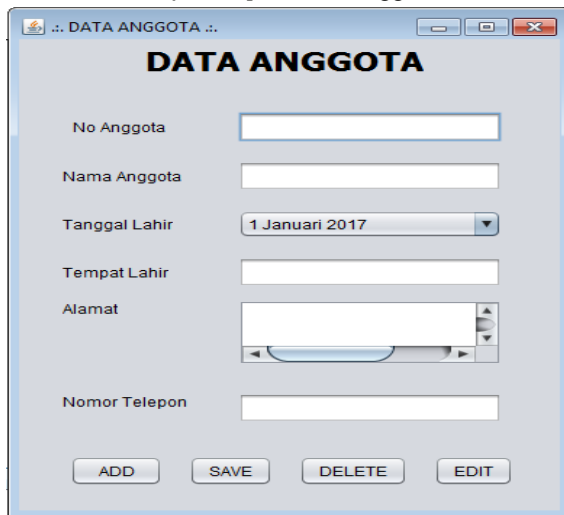 .:. DATA ANGGOTA .:.
DATA ANGGOTA
No Anggota
Nama Anggota
Tanggal Lahir 1 Januari 2017
Tempat Lahir
Alamat
Nomor Telepon
ADD SAVE DELETE EDIT